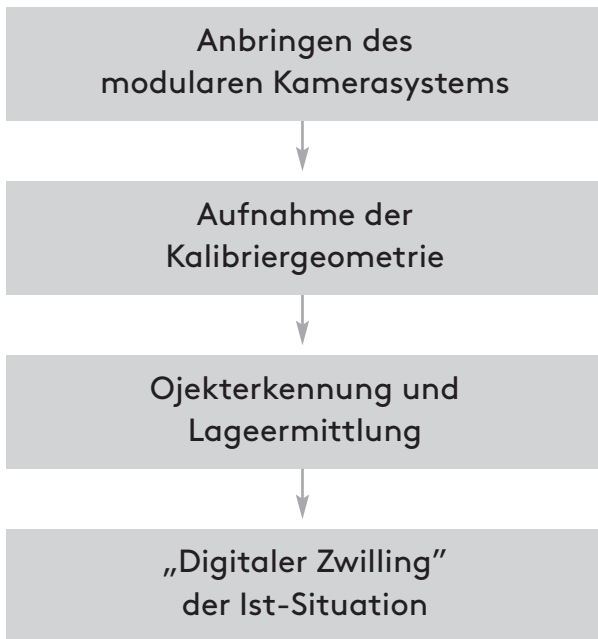 Anbringen des
modularen Kamerasystems
Aufnahme der
Kalibriergeometrie
Ojekterkennung und
Lageermittlung
„Digitaler Zwilling”
der Ist-Situation